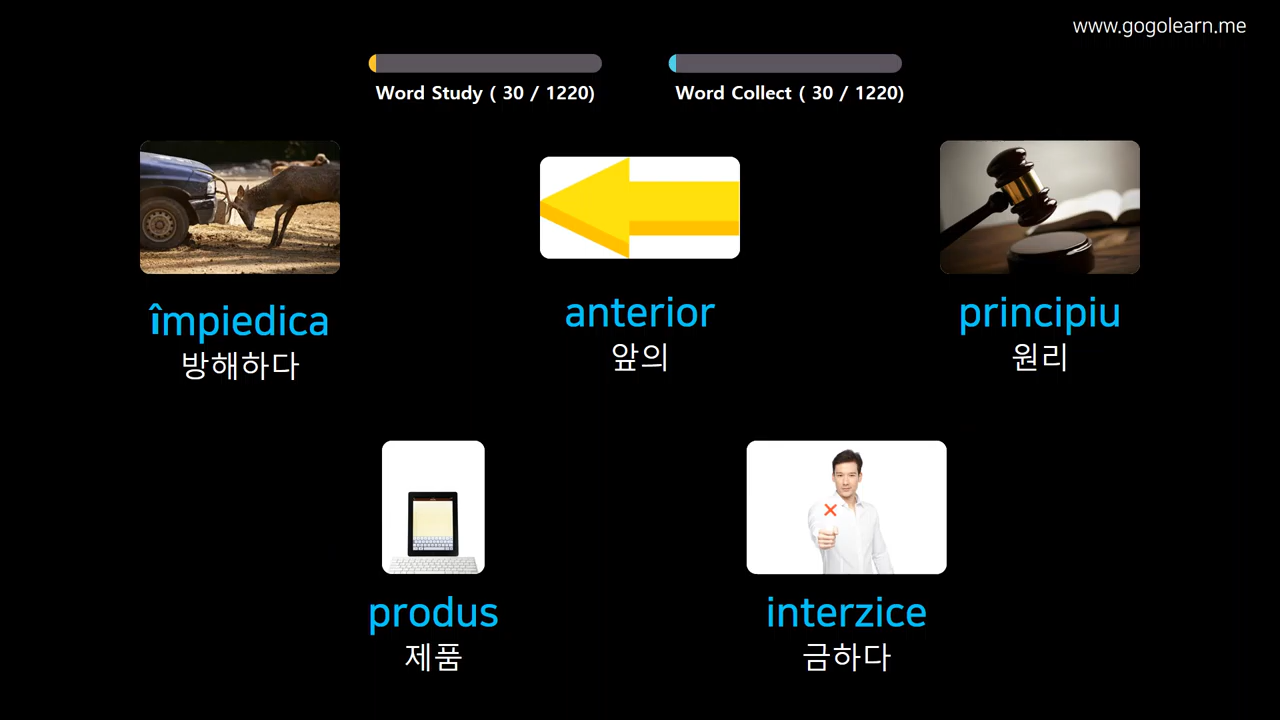 www.gogolearn.me
Word Study ( 30 / 1220)
Word Collect ( 30 / 1220)
împiedica
방해하다
anterior
앞의
principiu
원리
produs
제품
interzice
금하다